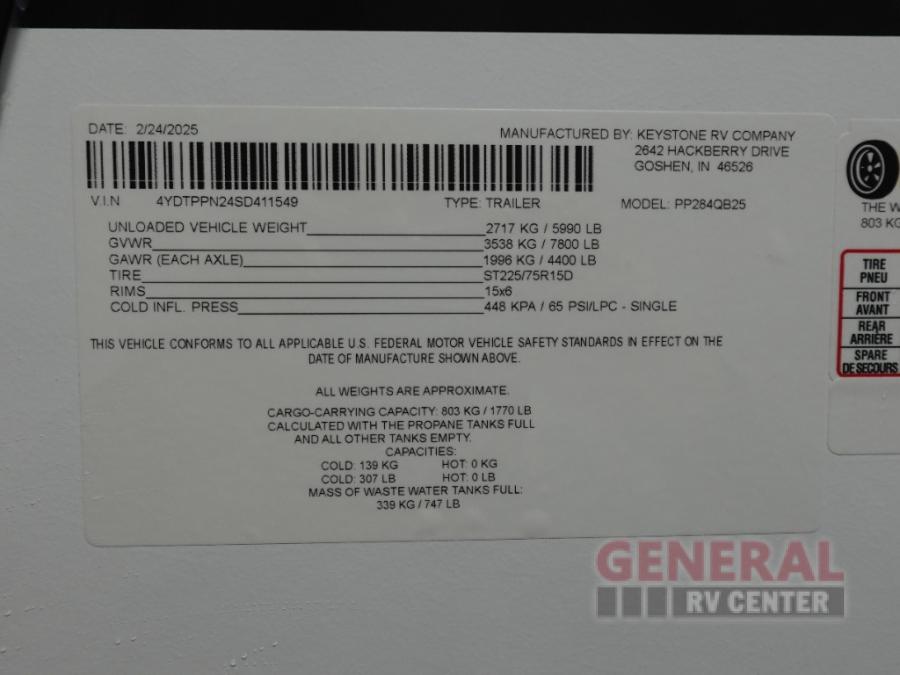 DATE: 2/24/2025
MANUFACTURED BY: KEYSTONE RV COMPANY
2642 HACKBERRY DRIVE
GOSHEN, IN 46526
V.I.N 4YDTPPN24SD411549 TYPE: TRAILER MODEL: PP284QB25
UNLOADED VEHICLE WEIGHT 2717 KG / 5990 LB
GVWR 3538 KG / 7800 LB
GAWR (EACH AXLE) 1996 KG / 4400 LB
TIRE ST225/75R15D
RIMS 15x6
COLD INFL. PRESS 448 KPA / 65 PSI/LPC - SINGLE
THIS VEHICLE CONFORMS TO ALL APPLICABLE U.S. FEDERAL MOTOR VEHICLE SAFETY STANDARDS IN EFFECT ON THE
DATE OF MANUFACTURE SHOWN ABOVE.
ALL WEIGHTS ARE APPROXIMATE.
CARGO-CARRYING CAPACITY: 803 KG / 1770 LB
CALCULATED WITH THE PROPANE TANKS FULL
AND ALL OTHER TANKS EMPTY.
CAPACITIES:
COLD: 139 KG HOT: 0 KG
COLD: 307 LB HOT: 0 LB
MASS OF WASTE WATER TANKS FULL:
339 KG / 747 LB
THE
803 KG
TIRE
PNEU
FRONT
AVANT
REAR
ARRIÈRE
SPARE
DE SECOURS
GENERAL
RV CENTER